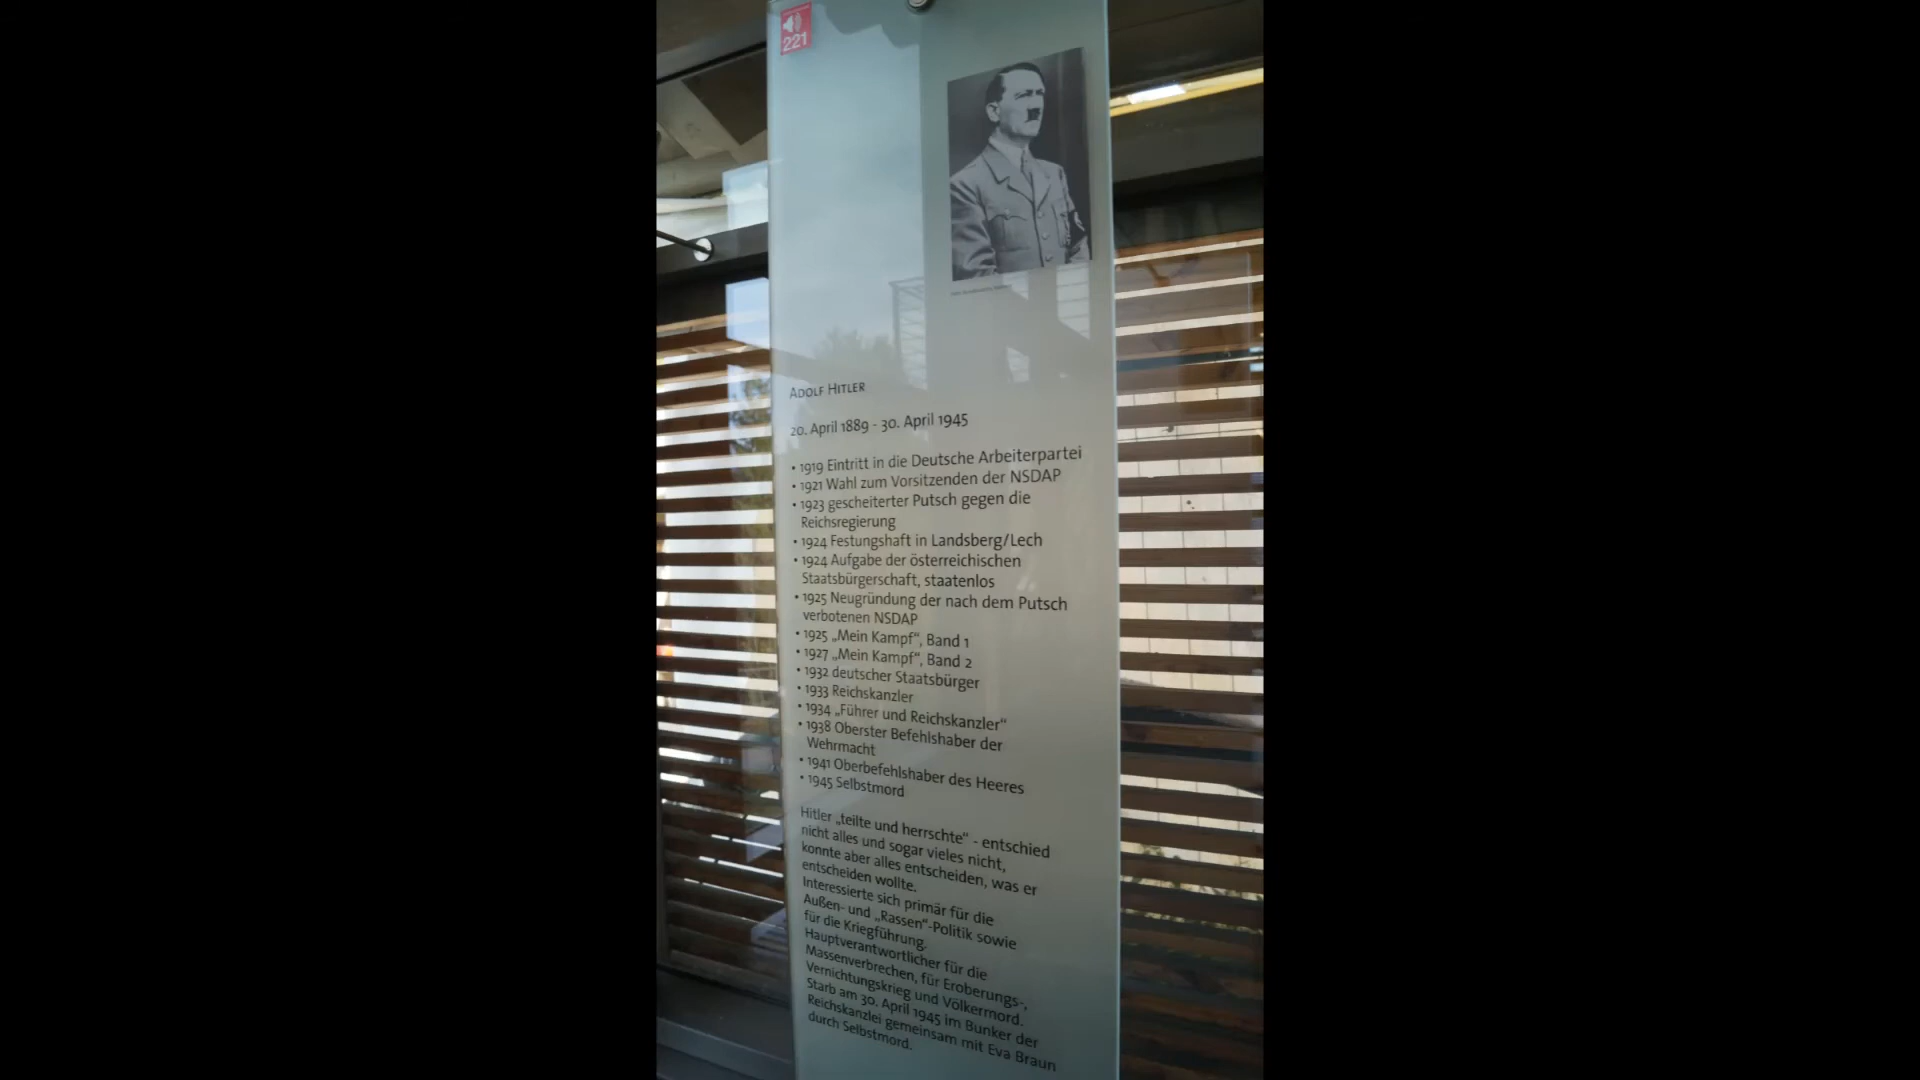 221
ADOLF HITLER
20. April 1889 - 30. April 1945
• 1919 Eintritt in die Deutsche Arbeiterpartei
• 1921 Wahl zum Vorsitzenden der NSDAP
• 1923 gescheiterter Putsch gegen die
Reichsregierung
• 1924 Festungshaft in Landsberg/Lech
• 1924 Aufgabe der österreichischen
Staatsbürgerschaft, staatenlos
• 1925 Neugründung der nach dem Putsch
verbotenen NSDAP
• 1925 „Mein Kampf“, Band 1
• 1927 „Mein Kampf“, Band 2
• 1932 deutscher Staatsbürger
• 1933 Reichskanzler
• 1934 „Führer und Reichskanzler“
• 1938 Oberster Befehlshaber der
Wehrmacht
• 1941 Oberbefehlshaber des Heeres
• 1945 Selbstmord
Hitler „teilte und herrschte“ - entschied
nicht alles und sogar vieles nicht,
konnte aber alles entscheiden, was er
entscheiden wollte.
Interessierte sich primär für die
Außen- und „Rassen“-Politik sowie
für die Kriegführung.
Hauptverantwortlicher für die
Massenverbrechen, für Eroberungs-,
Vernichtungskrieg und Völkermord.
Starb am 30. April 1945 im Bunker der
Reichskanzlei gemeinsam mit Eva Braun
durch Selbstmord.